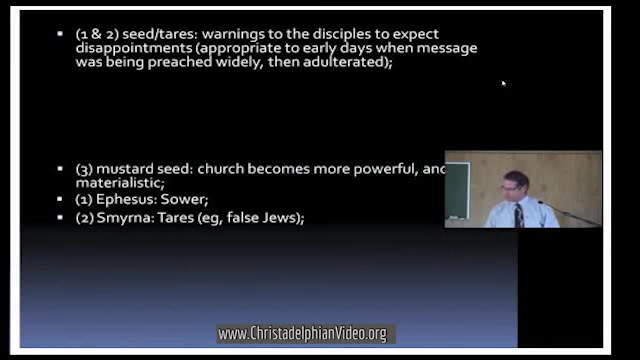 (1 & 2) seed/tares: warnings to the disciples to expect
disappointments (appropriate to early days when message
was being preached widely, then adulterated);
(3) mustard seed: church becomes more powerful, and
materialistic;
(1) Ephesus: Sower;
(2) Smyrna: Tares (eg, false Jews);
www.ChristadelphianVideo.org